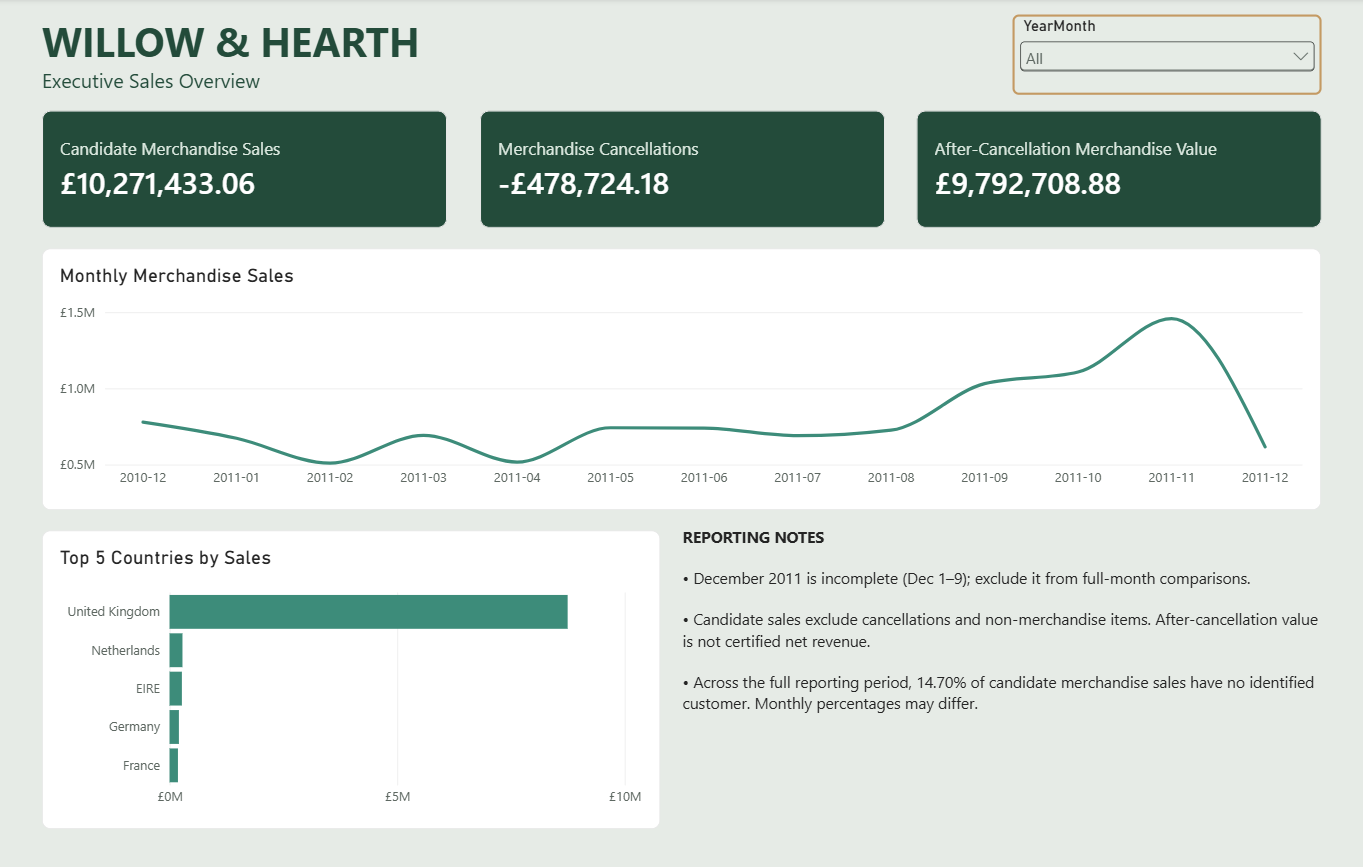 WILLOW & HEARTH
Executive Sales Overview
YearMonth
All
Candidate Merchandise Sales
£10,271,433.06
Merchandise Cancellations
-£478,724.18
After-Cancellation Merchandise Value
£9,792,708.88
Monthly Merchandise Sales
£1.5M
£1.0M
£0.5M
2010-12 2011-01 2011-02 2011-03 2011-04 2011-05 2011-06 2011-07 2011-08 2011-09 2011-10 2011-11 2011-12
Top 5 Countries by Sales
United Kingdom
Netherlands
EIRE
Germany
France
£0M £5M £10M
REPORTING NOTES
• December 2011 is incomplete (Dec 1–9); exclude it from full-month comparisons.
• Candidate sales exclude cancellations and non-merchandise items. After-cancellation value
is not certified net revenue.
• Across the full reporting period, 14.70% of candidate merchandise sales have no identified
customer. Monthly percentages may differ.